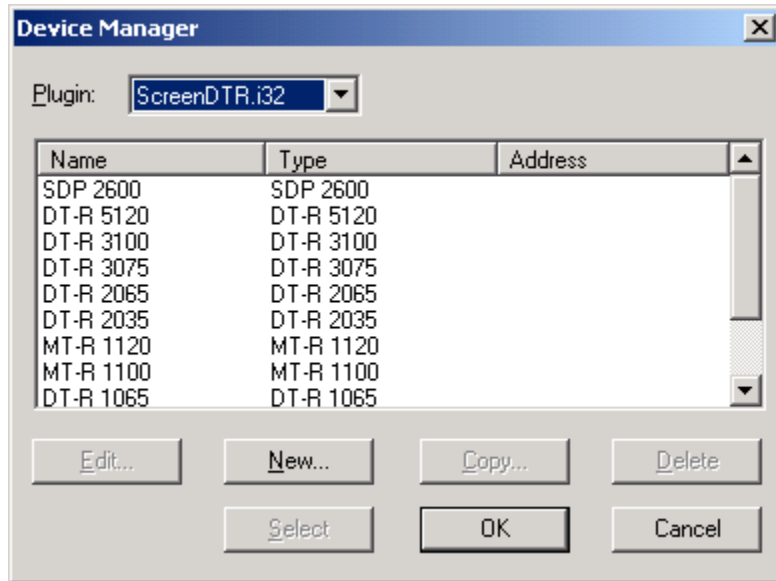 Device Manager
Plugin: ScreenDTR.i32
Name Type Address
SDP 2600 SDP 2600
DT-R 5120 DT-R 5120
DT-R 3100 DT-R 3100
DT-R 3075 DT-R 3075
DT-R 2065 DT-R 2065
DT-R 2035 DT-R 2035
MT-R 1120 MT-R 1120
MT-R 1100 MT-R 1100
DT-R 1065 DT-R 1065
Edit... New... Copy... Delete
Select OK Cancel